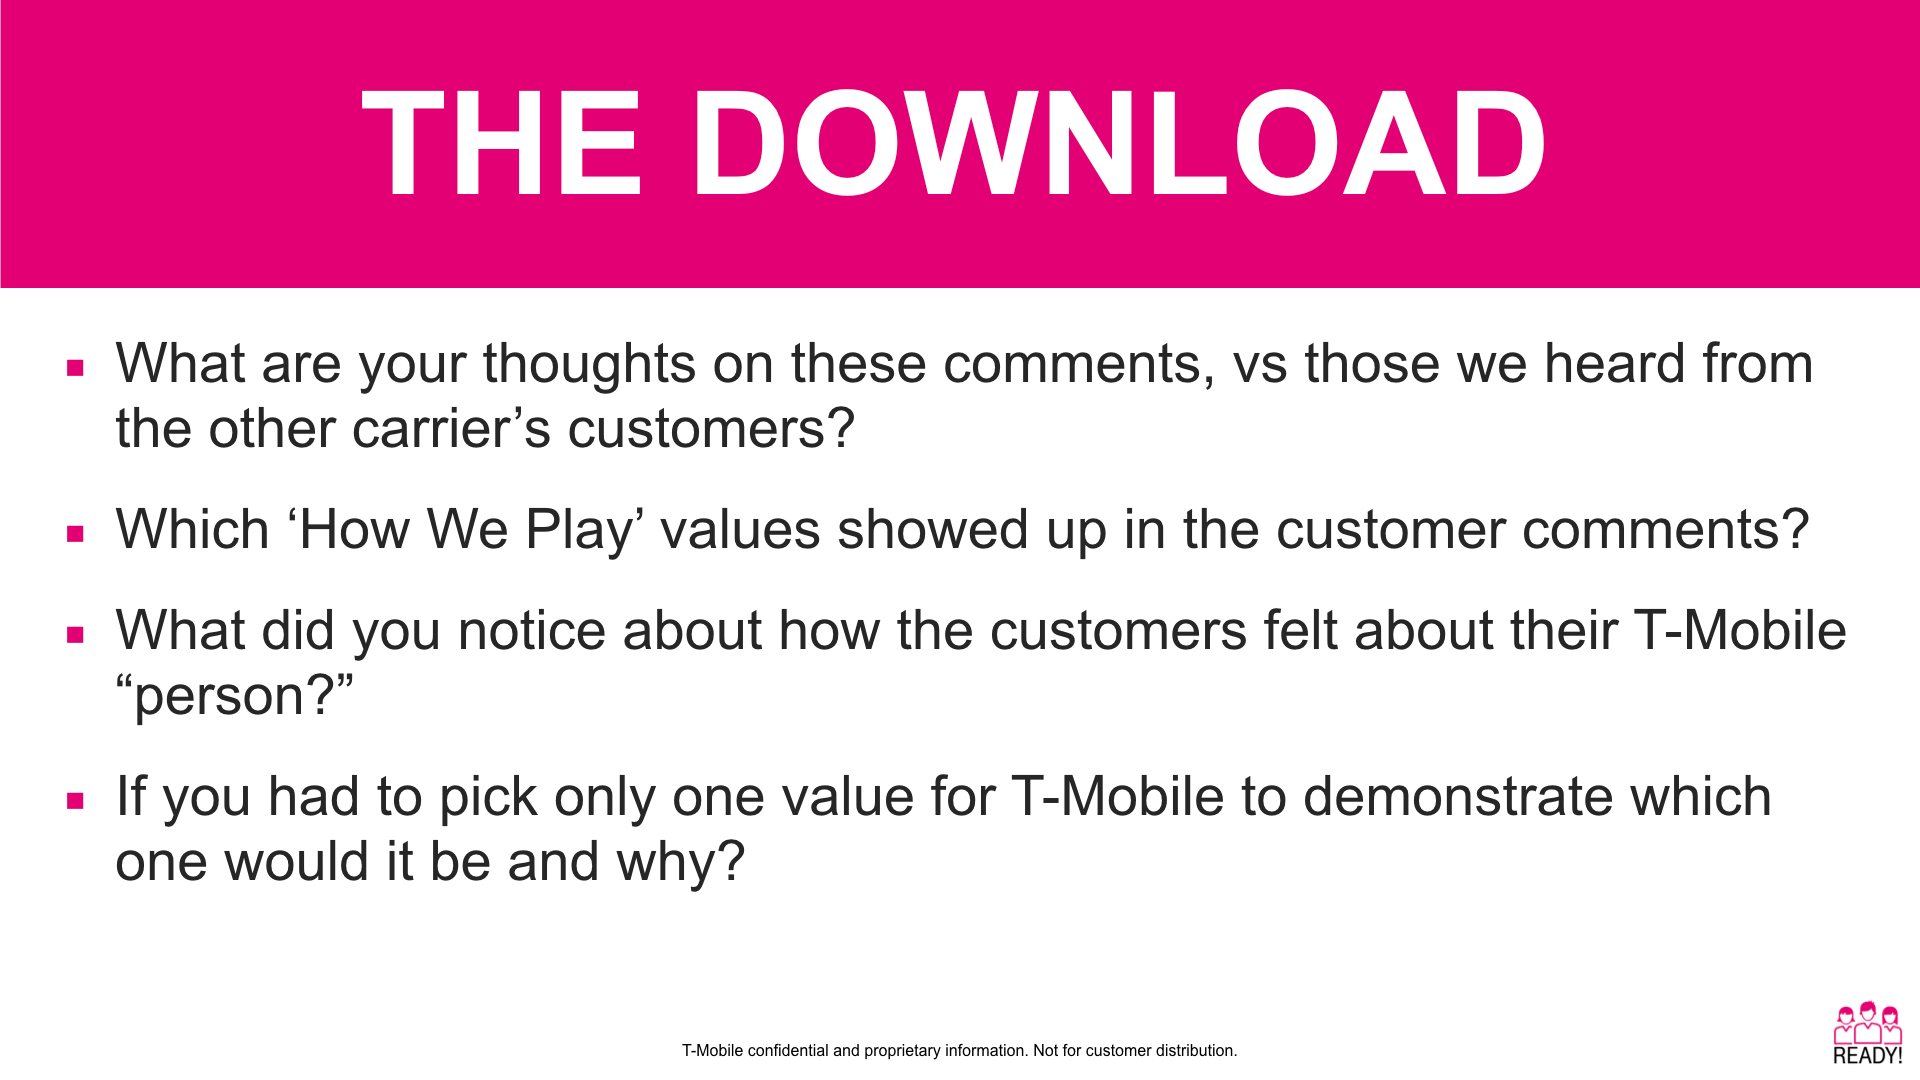 THE DOWNLOAD
▪ What are your thoughts on these comments, vs those we heard from
the other carrier’s customers?
▪ Which ‘How We Play’ values showed up in the customer comments?
▪ What did you notice about how the customers felt about their T-Mobile
“person?”
▪ If you had to pick only one value for T-Mobile to demonstrate which
one would it be and why?
T-Mobile confidential and proprietary information. Not for customer distribution.
READY!